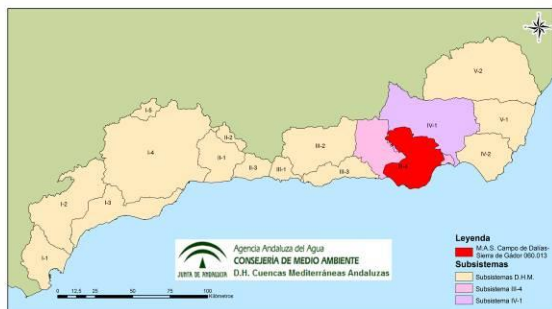 V-2
I-5
IV-1
V-1
I-4
II-2
III-2
II-1
IV-2
II-3
III-1
III-3
I-2
I-3
I-1
Agencia Andaluza del Agua
CONSEJERÍA DE MEDIO AMBIENTE
JUNTA DE ANDALUCIA
D.H. Cuencas Mediterráneas Andaluzas
0 12,5 25 50 75 100
Kilómetros
Leyenda
M.A.S. Campo de Dalías-
Sierra de Gádor 060.013
Subsistemas
Subsistemas D.H.M.
Subsistema III-4
Subsistema IV-1